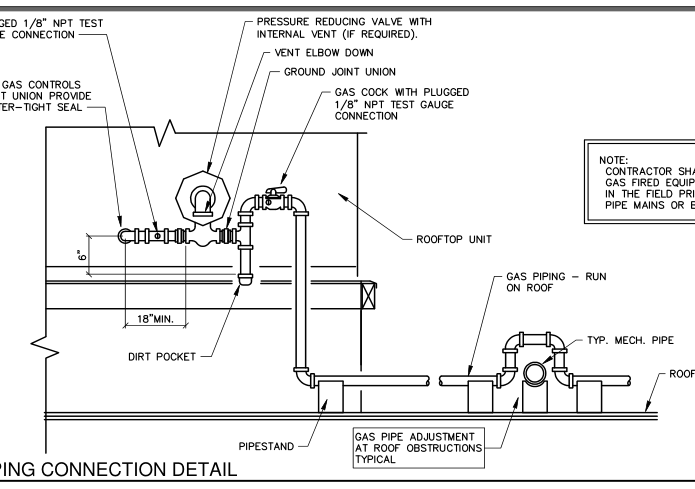 GED 1/8" NPT TEST
E CONNECTION
PRESSURE REDUCING VALVE WITH
INTERNAL VENT (IF REQUIRED).
VENT ELBOW DOWN
GROUND JOINT UNION
GAS CONTROLS
T UNION PROVIDE
TER-TIGHT SEAL
GAS COCK WITH PLUGGED
1/8" NPT TEST GAUGE
CONNECTION
NOTE:
CONTRACTOR SHA
GAS FIRED EQUIP
IN THE FIELD PRI
PIPE MAINS OR B
ROOFTOP UNIT
6"
GAS PIPING - RUN
ON ROOF
18"MIN.
DIRT POCKET
TYP. MECH. PIPE
ROOF
PIPESTAND
GAS PIPE ADJUSTMENT
AT ROOF OBSTRUCTIONS
TYPICAL
PING CONNECTION DETAIL